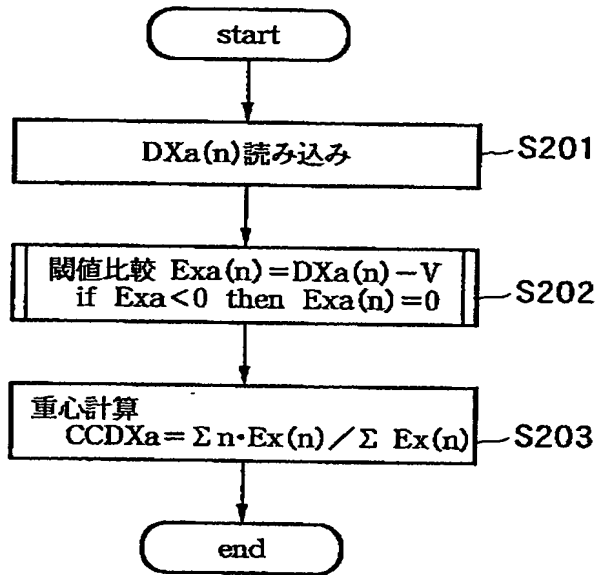 start
DXa(n)読み込み
S201
閾値比較 Exa(n)=DXa(n)−V
if Exa<0 then Exa(n)=0
S202
重心計算
CCDXa=Σn・Ex(n)/Σ Ex(n)
S203
end